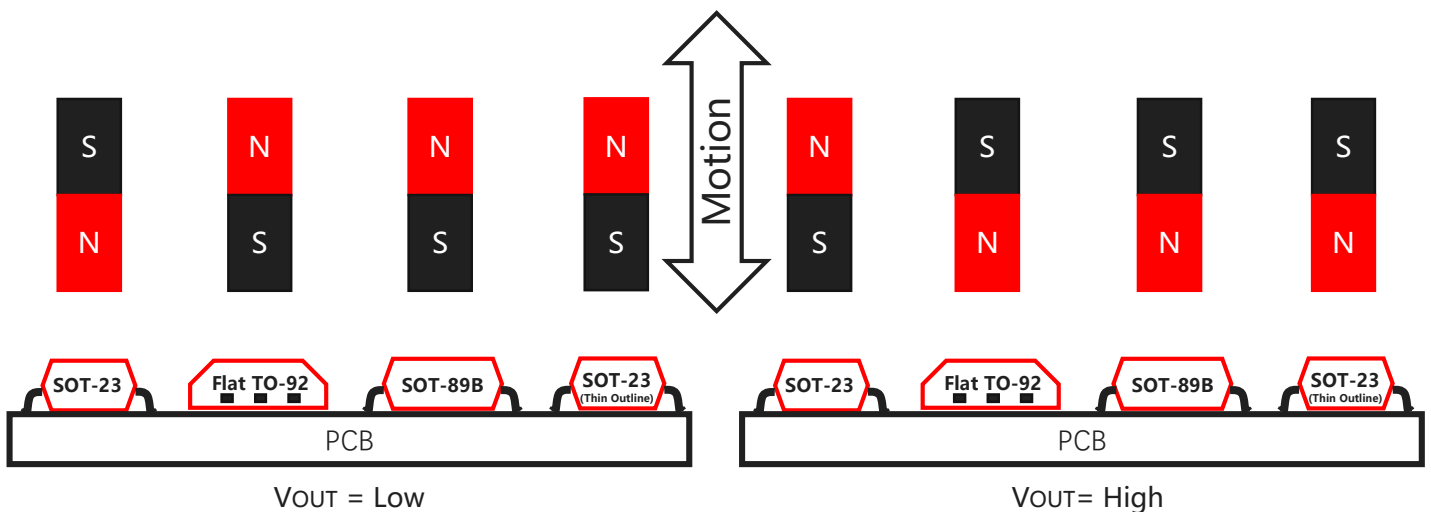 S N N N N S S S
N S S S S N N N
Motion
SOT-23 Flat TO-92 SOT-89B SOT-23 (Thin Outline) SOT-23 Flat TO-92 SOT-89B SOT-23 (Thin Outline)
PCB PCB
VOUT = Low VOUT= High